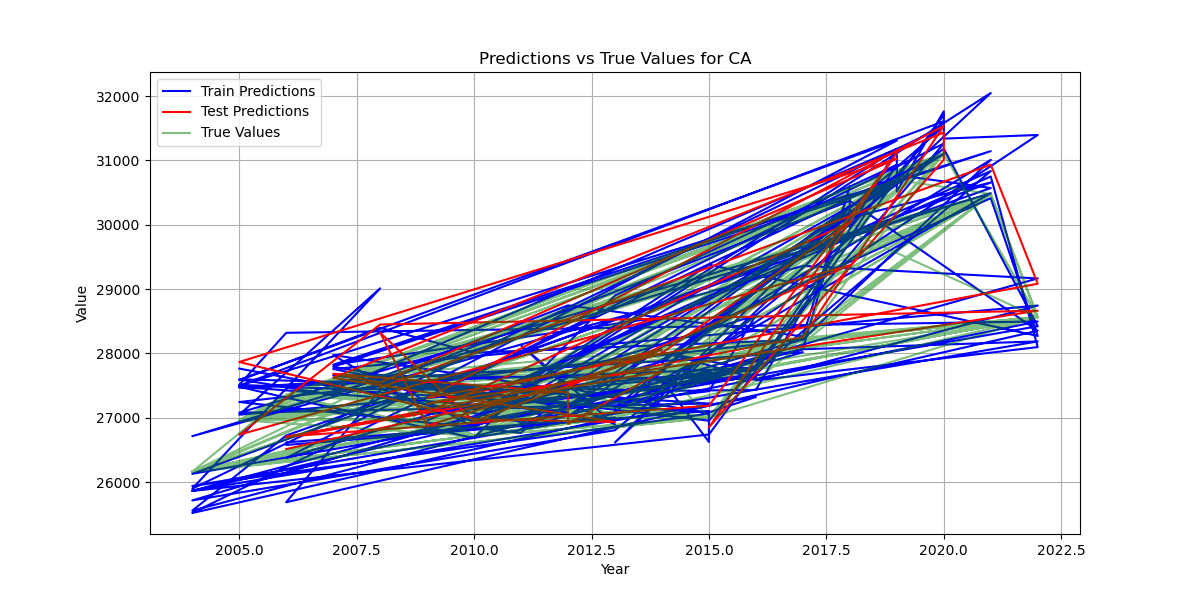 Predictions vs True Values for CA
Train Predictions
Test Predictions
True Values
32000
31000
30000
29000
28000
27000
26000
Value
2005.0 2007.5 2010.0 2012.5 2015.0 2017.5 2020.0 2022.5
Year